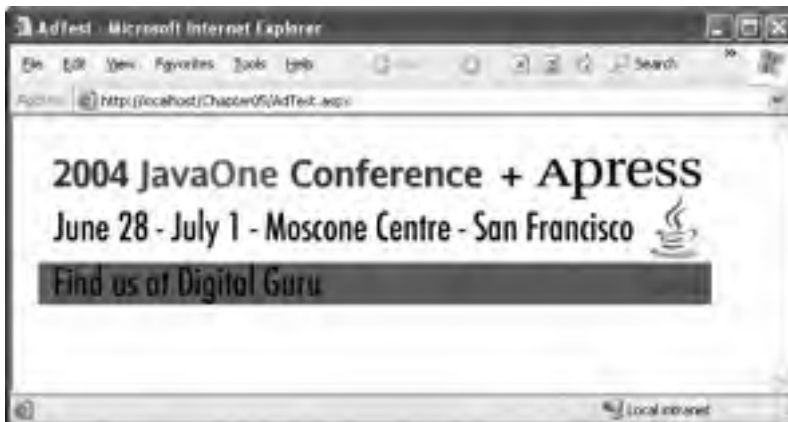 AdTest - Microsoft Internet Explorer
File Edit View Favorites Tools Help Search
http://localhost/Chapter05/AdTest.aspx
2004 JavaOne Conference + Apress
June 28 - July 1 - Moscone Centre - San Francisco
Find us at Digital Guru
Local intranet